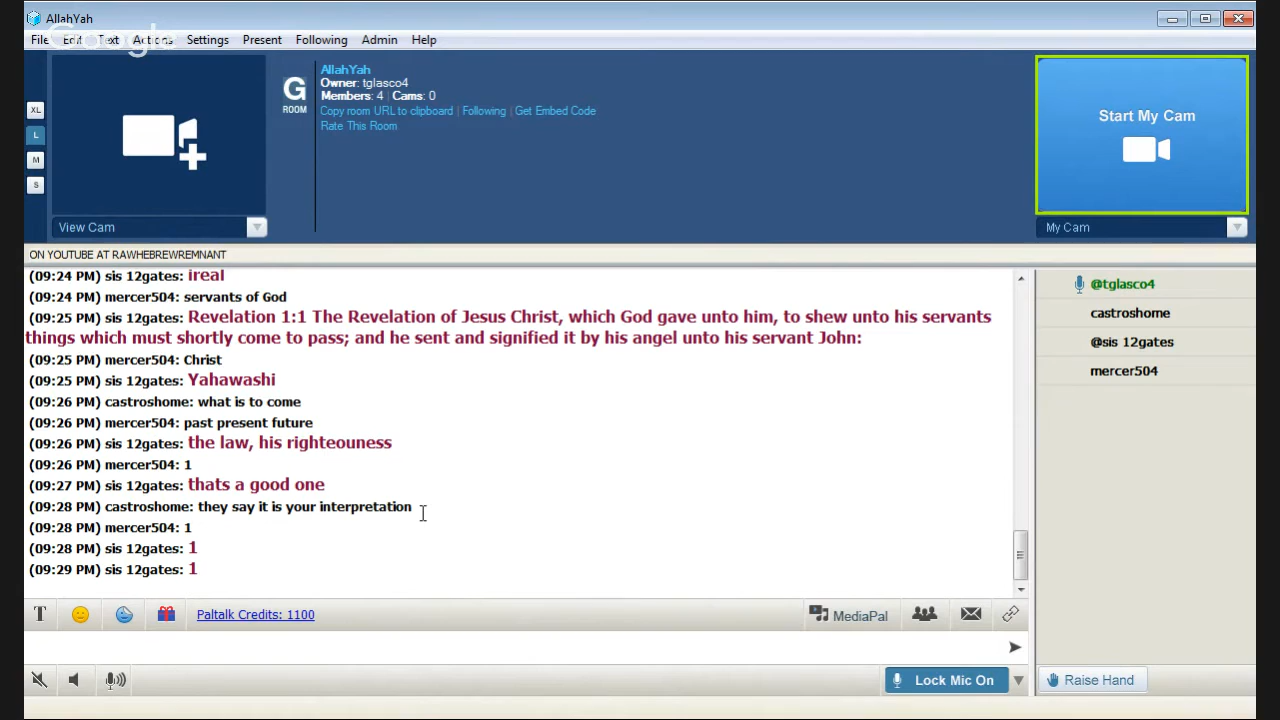 AllahYah
Google
File Edit Text Actions Settings Present Following Admin Help
AllahYah
Owner: tglasco4
Members: 4 | Cams: 0
Copy room URL to clipboard | Following | Get Embed Code
Rate This Room
G
ROOM
XL
L
M
S
View Cam
Start My Cam
My Cam
ON YOUTUBE AT RAWHEBREWREMNANT
(09:24 PM) sis 12gates: ireal
(09:24 PM) mercer504: servants of God
(09:25 PM) sis 12gates: Revelation 1:1 The Revelation of Jesus Christ, which God gave unto him, to shew unto his servants
things which must shortly come to pass; and he sent and signified it by his angel unto his servant John:
(09:25 PM) mercer504: Christ
(09:25 PM) sis 12gates: Yahawashi
(09:26 PM) castroshome: what is to come
(09:26 PM) mercer504: past present future
(09:26 PM) sis 12gates: the law, his righteouness
(09:26 PM) mercer504: 1
(09:27 PM) sis 12gates: thats a good one
(09:28 PM) castroshome: they say it is your interpretation
(09:28 PM) mercer504: 1
(09:28 PM) sis 12gates: 1
(09:29 PM) sis 12gates: 1
@tglasco4
castroshome
@sis 12gates
mercer504
T
Paltalk Credits: 1100
MediaPal
Lock Mic On
Raise Hand